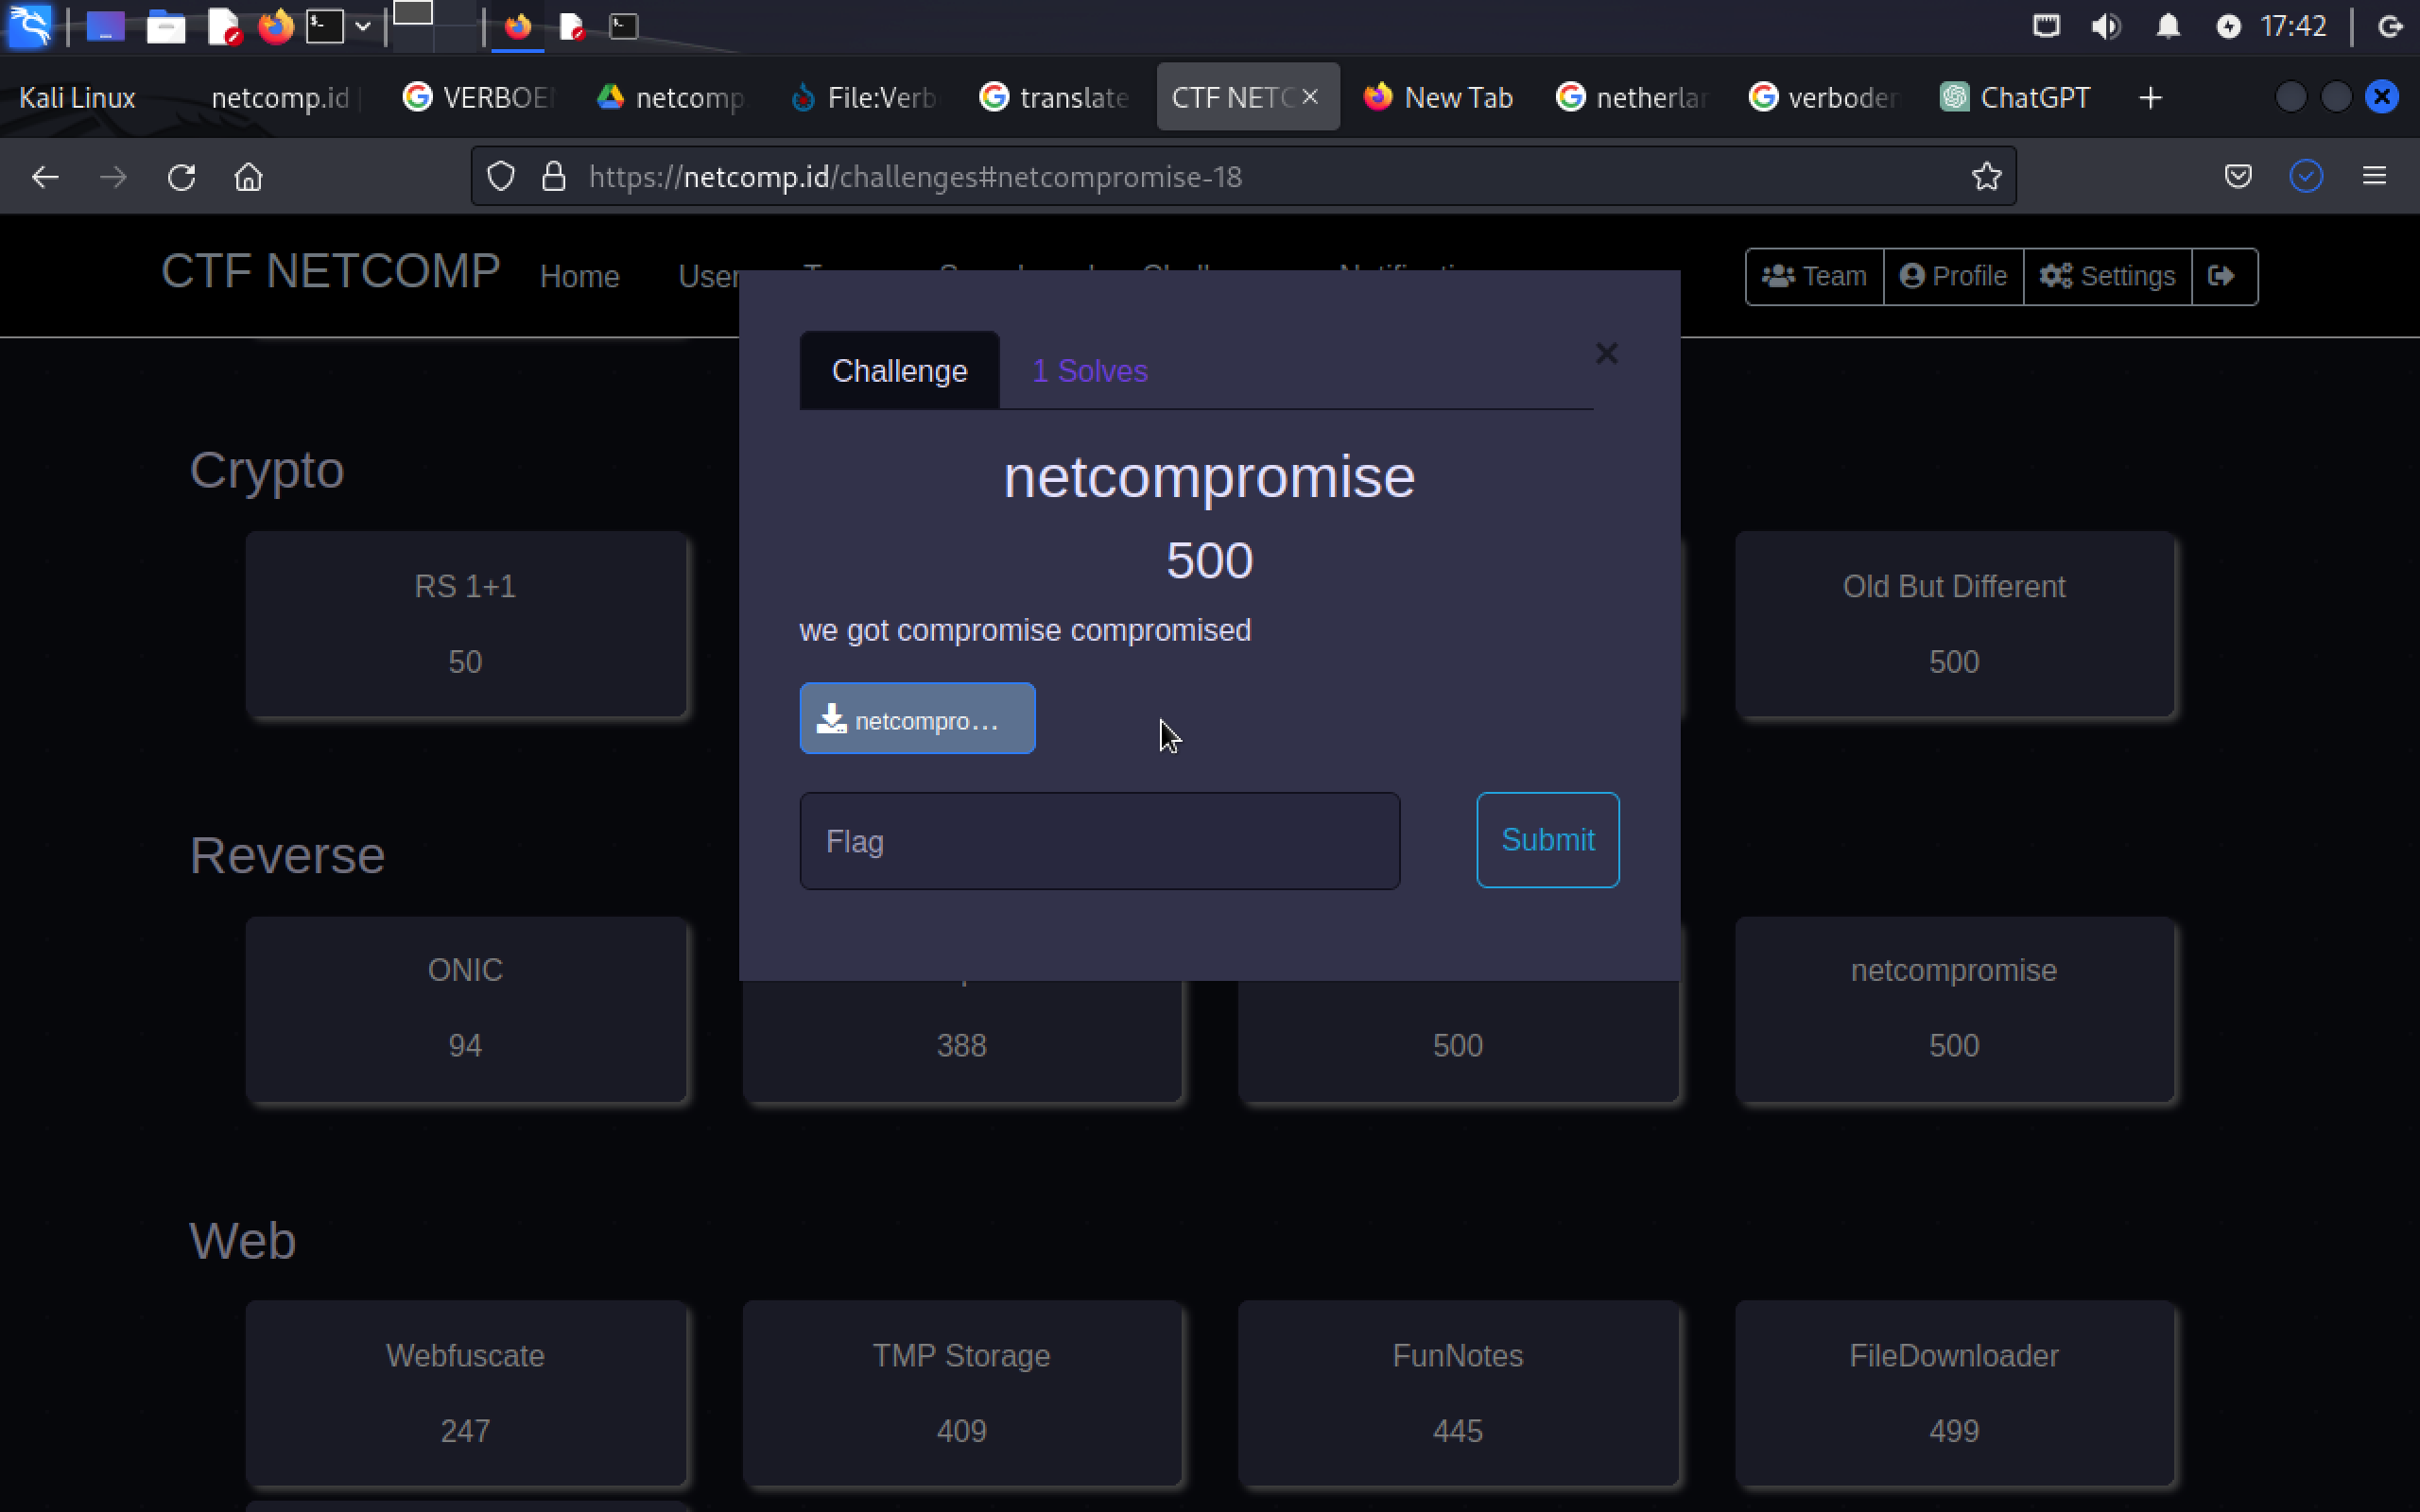 17:42
Kali Linux netcomp.id VERBOE netcomp File:Verb translate CTF NETC New Tab netherlan verboden ChatGPT
https://netcomp.id/challenges#netcompromise-18
CTF NETCOMP Home User Team Profile Settings
Challenge 1 Solves
netcompromise
500
we got compromise compromised
netcompro...
Flag Submit
Crypto
RS 1+1 Old But Different
50 500
Reverse
ONIC netcompromise
94 388 500 500
Web
Webfuscate TMP Storage FunNotes FileDownloader
247 409 445 499